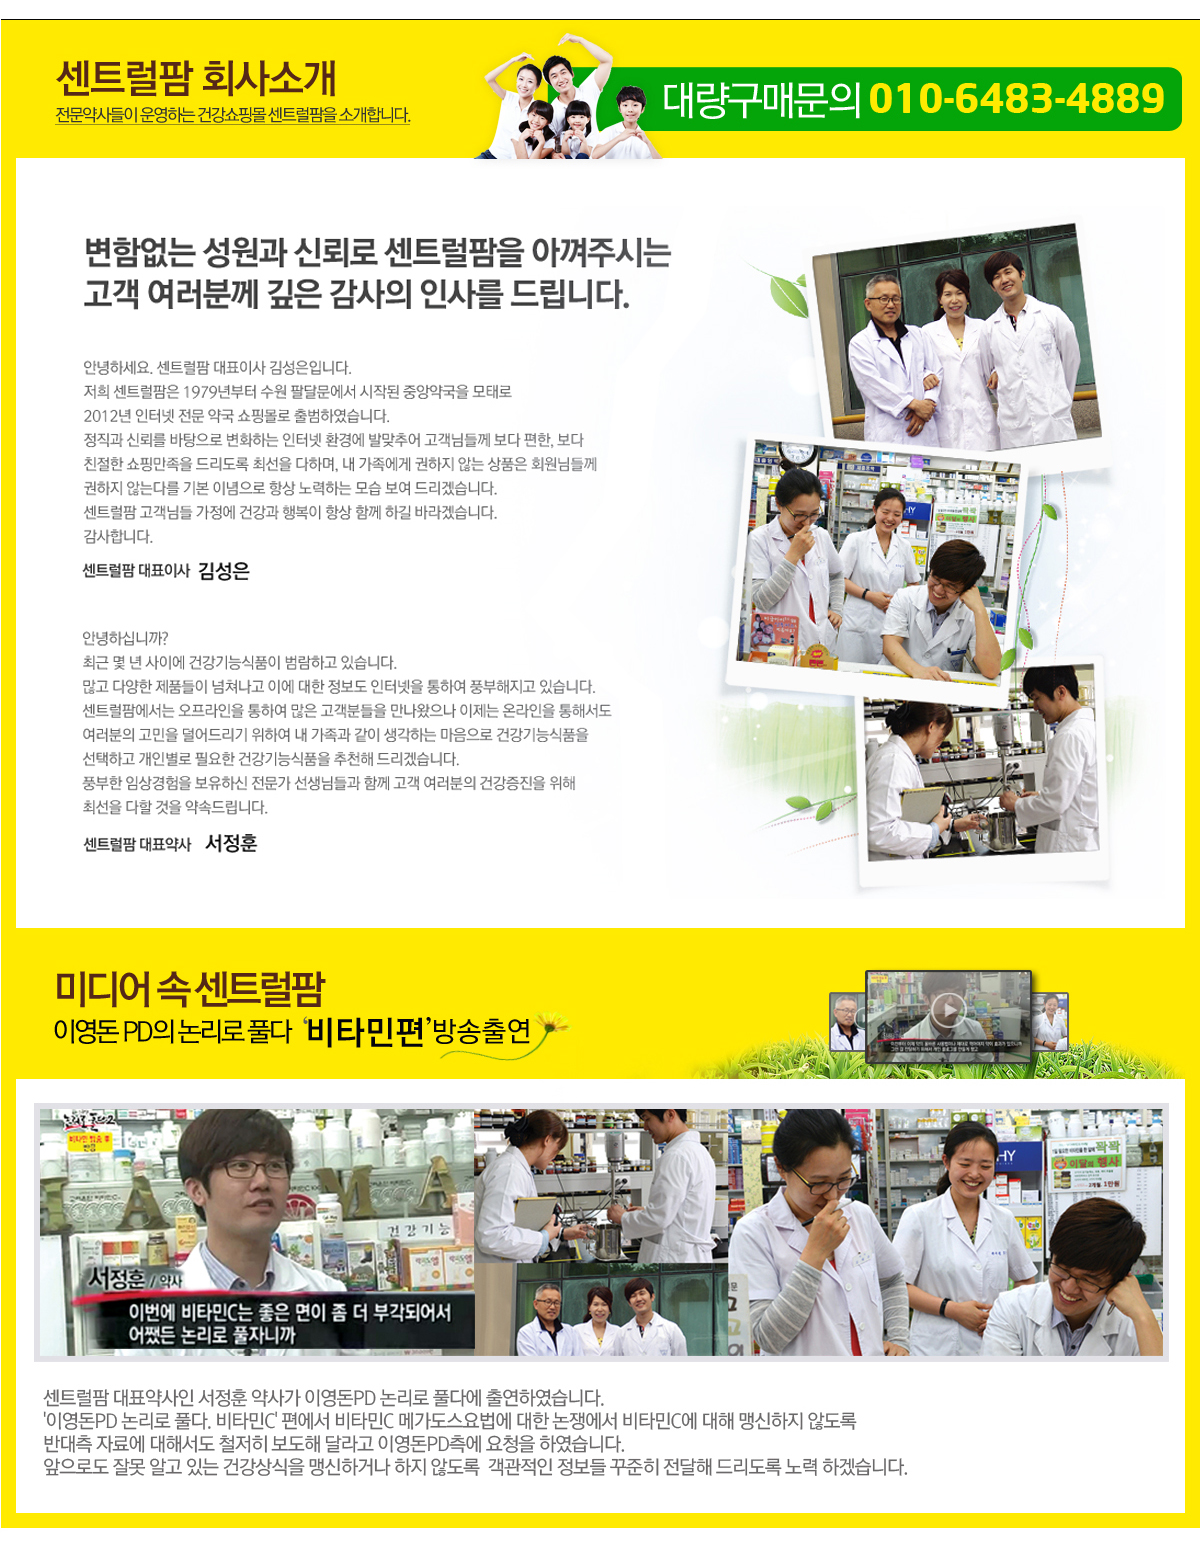 센트럴팜 회사소개
전문약사들이 운영하는 건강쇼핑몰 센트럴팜을 소개합니다.
대량구매문의 010-6483-4889
변함없는 성원과 신뢰로 센트럴팜을 아껴주시는
고객 여러분께 깊은 감사의 인사를 드립니다.
안녕하세요. 센트럴팜 대표이사 김성은입니다.
저희 센트럴팜은 1979년부터 수원 팔달문에서 시작된 중앙약국을 모태로
2012년 인터넷 전문 약국 쇼핑몰로 출범하였습니다.
정직과 신뢰를 바탕으로 변화하는 인터넷 환경에 발맞추어 고객님들께 보다 편한, 보다
친절한 쇼핑만족을 드리도록 최선을 다하며, 내 가족에게 권하지 않는 상품은 회원님들께
권하지 않는다를 기본 이념으로 항상 노력하는 모습 보여 드리겠습니다.
센트럴팜 고객님들 가정에 건강과 행복이 항상 함께 하길 바라겠습니다.
감사합니다.
센트럴팜 대표이사 김성은
안녕하십니까?
최근 몇 년 사이에 건강기능식품이 범람하고 있습니다.
많고 다양한 제품들이 넘쳐나고 이에 대한 정보도 인터넷을 통하여 풍부해지고 있습니다.
센트럴팜에서는 오프라인을 통하여 많은 고객분들을 만나왔으나 이제는 온라인을 통해서도
여러분의 고민을 덜어드리기 위하여 내 가족과 같이 생각하는 마음으로 건강기능식품을
선택하고 개인별로 필요한 건강기능식품을 추천해 드리겠습니다.
풍부한 임상경험을 보유하신 전문가 선생님들과 함께 고객 여러분의 건강증진을 위해
최선을 다할 것을 약속드립니다.
센트럴팜 대표약사 서정훈
미디어 속 센트럴팜
이영돈 PD의 논리로 풀다 '비타민편'방송출연
비타민 방송 후
건강기능
서정훈 / 약사
이번에 비타민C는 좋은 면이 좀 더 부각되어서
어쨌든 논리로 풀자니까
HY
꽉꽉
이달의 행사
2개월, 1만원
센트럴팜 대표약사인 서정훈 약사가 이영돈PD 논리로 풀다에 출연하였습니다.
'이영돈PD 논리로 풀다. 비타민C' 편에서 비타민C 메가도스요법에 대한 논쟁에서 비타민C에 대해 맹신하지 않도록
반대측 자료에 대해서도 철저히 보도해 달라고 이영돈PD측에 요청을 하였습니다.
앞으로도 잘못 알고 있는 건강상식을 맹신하거나 하지 않도록 객관적인 정보들 꾸준히 전달해 드리도록 노력 하겠습니다.